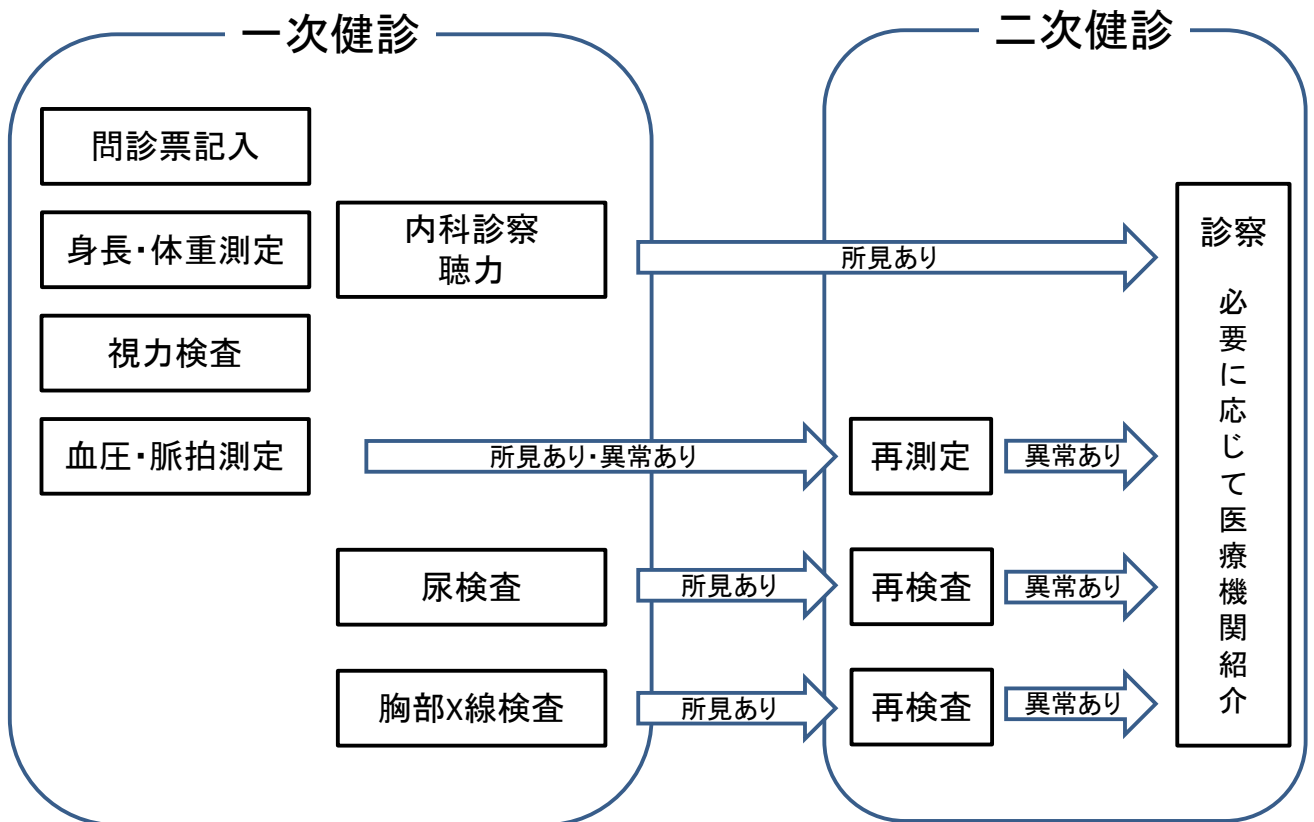 一次健診
二次健診
問診票記入
身長・体重測定
視力検査
血圧・脈拍測定
内科診察
聴力
所見あり
所見あり・異常あり
再測定
異常あり
尿検査
所見あり
再検査
異常あり
胸部X線検査
所見あり
再検査
異常あり
診察
必要に応じて医療機関紹介